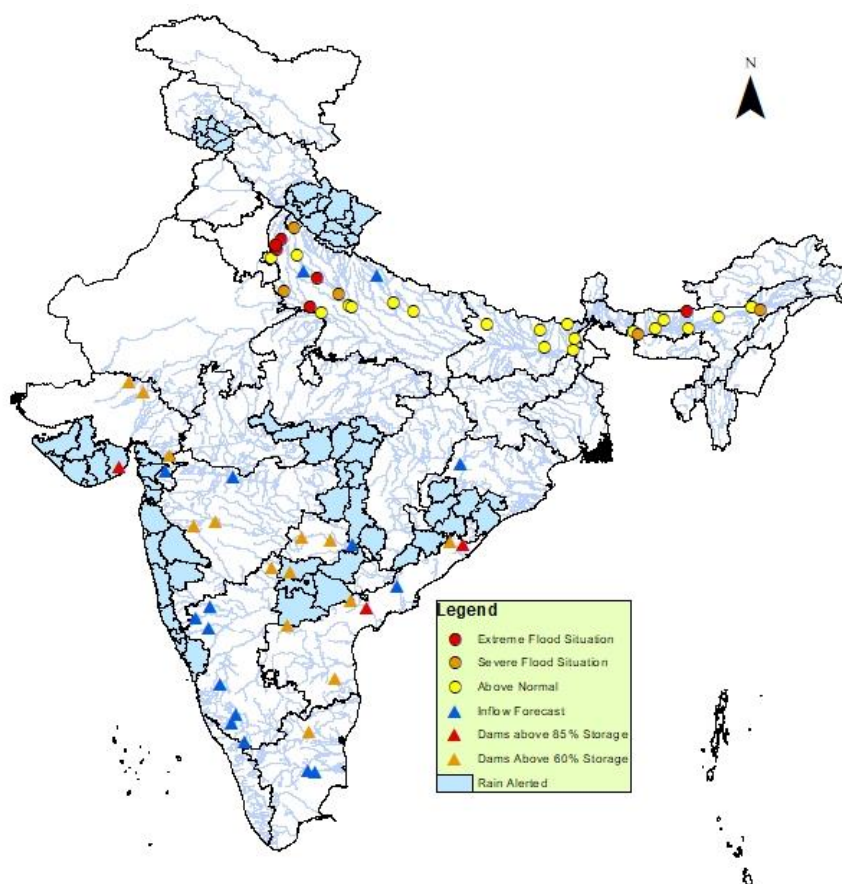 N
Legend
Extreme Flood Situation
Severe Flood Situation
Above Normal
Inflow Forecast
Dams above 85% Storage
Dams Above 60% Storage
Rain Alerted